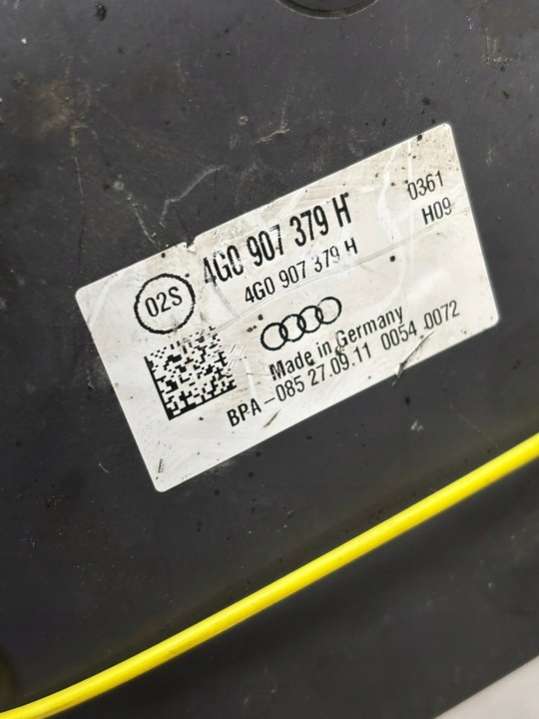 4G0 907 379 H 0361
4G0 907 379 H H09
02S
Made in Germany
BPA-085 27.09.11 0054 0072